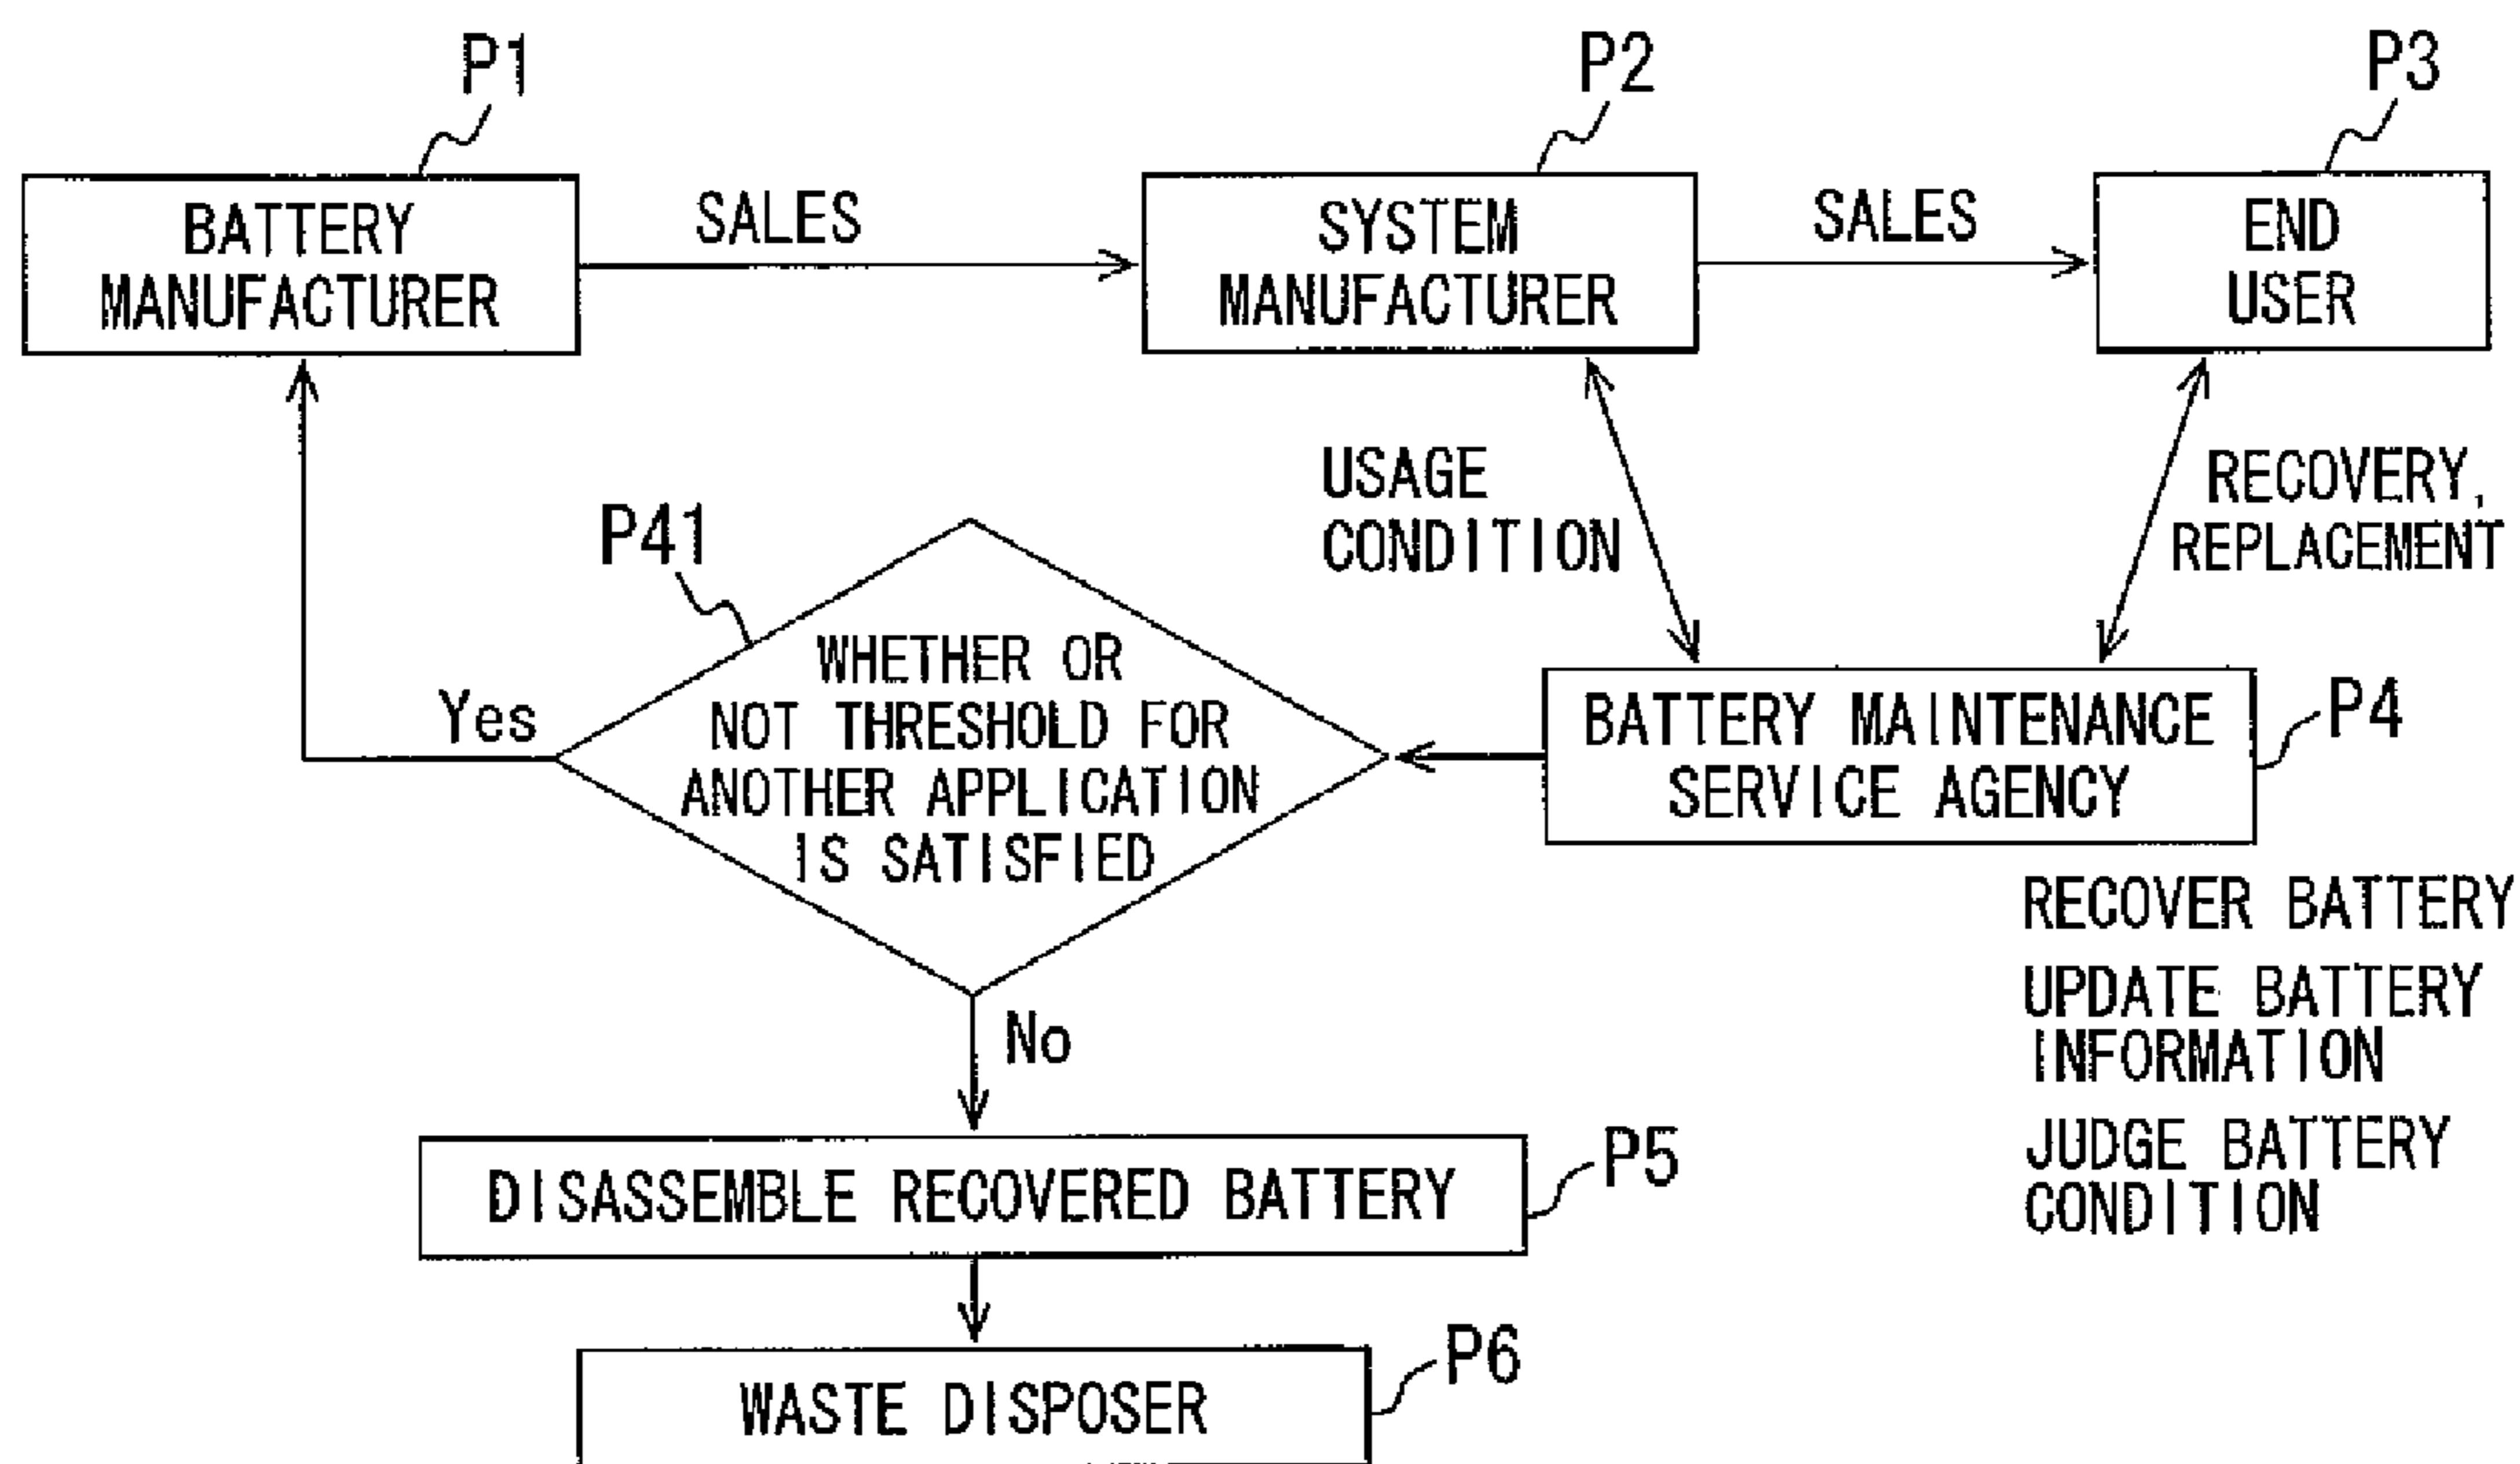 P1
P2
P3
BATTERY
MANUFACTURER
SALES
SYSTEM
MANUFACTURER
SALES
END
USER
USAGE
CONDITION
RECOVERY,
REPLACEMENT
P41
WHETHER OR
NOT THRESHOLD FOR
ANOTHER APPLICATION
IS SATISFIED
Yes
BATTERY MAINTENANCE
SERVICE AGENCY
P4
RECOVER BATTERY
UPDATE BATTERY
INFORMATION
JUDGE BATTERY
CONDITION
No
DISASSEMBLE RECOVERED BATTERY
P5
WASTE DISPOSER
P6